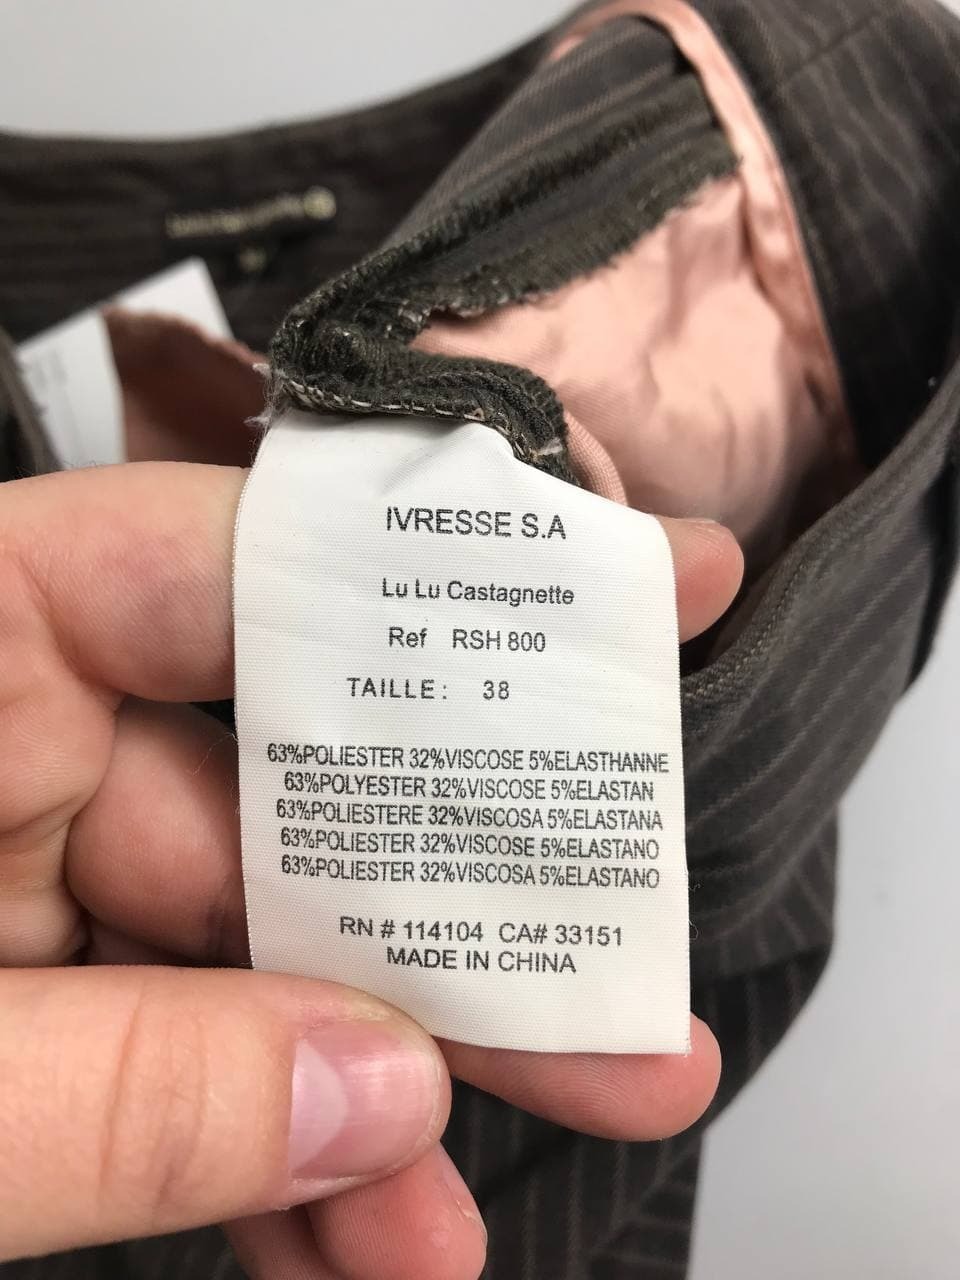 IVRESSE S.A
Lu Lu Castagnette
Ref RSH 800
TAILLE: 38
63%POLIESTER 32%VISCOSE 5%ELASTHANNE
63%POLYESTER 32%VISCOSE 5%ELASTAN
63%POLIESTERE 32%VISCOSA 5%ELASTANA
63%POLIESTER 32%VISCOSE 5%ELASTANO
63%POLIESTER 32%VISCOSA 5%ELASTANO
RN # 114104 CA# 33151
MADE IN CHINA